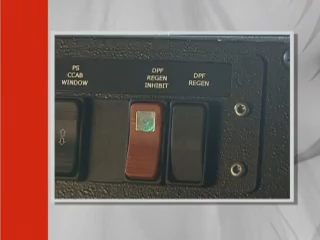 PS
CCAB
WINDOW
DPF
REGEN
INHIBIT
DPF
REGEN